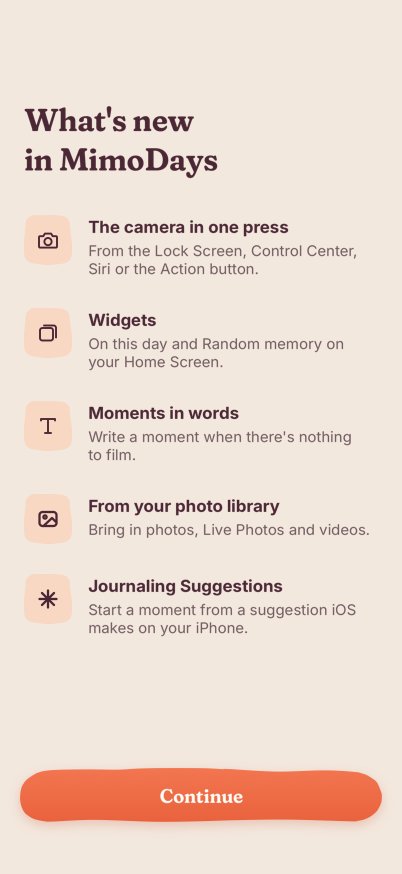 What's new
in MimoDays
The camera in one press
From the Lock Screen, Control Center,
Siri or the Action button.
Widgets
On this day and Random memory on
your Home Screen.
Moments in words
Write a moment when there's nothing
to film.
From your photo library
Bring in photos, Live Photos and videos.
Journaling Suggestions
Start a moment from a suggestion iOS
makes on your iPhone.
Continue